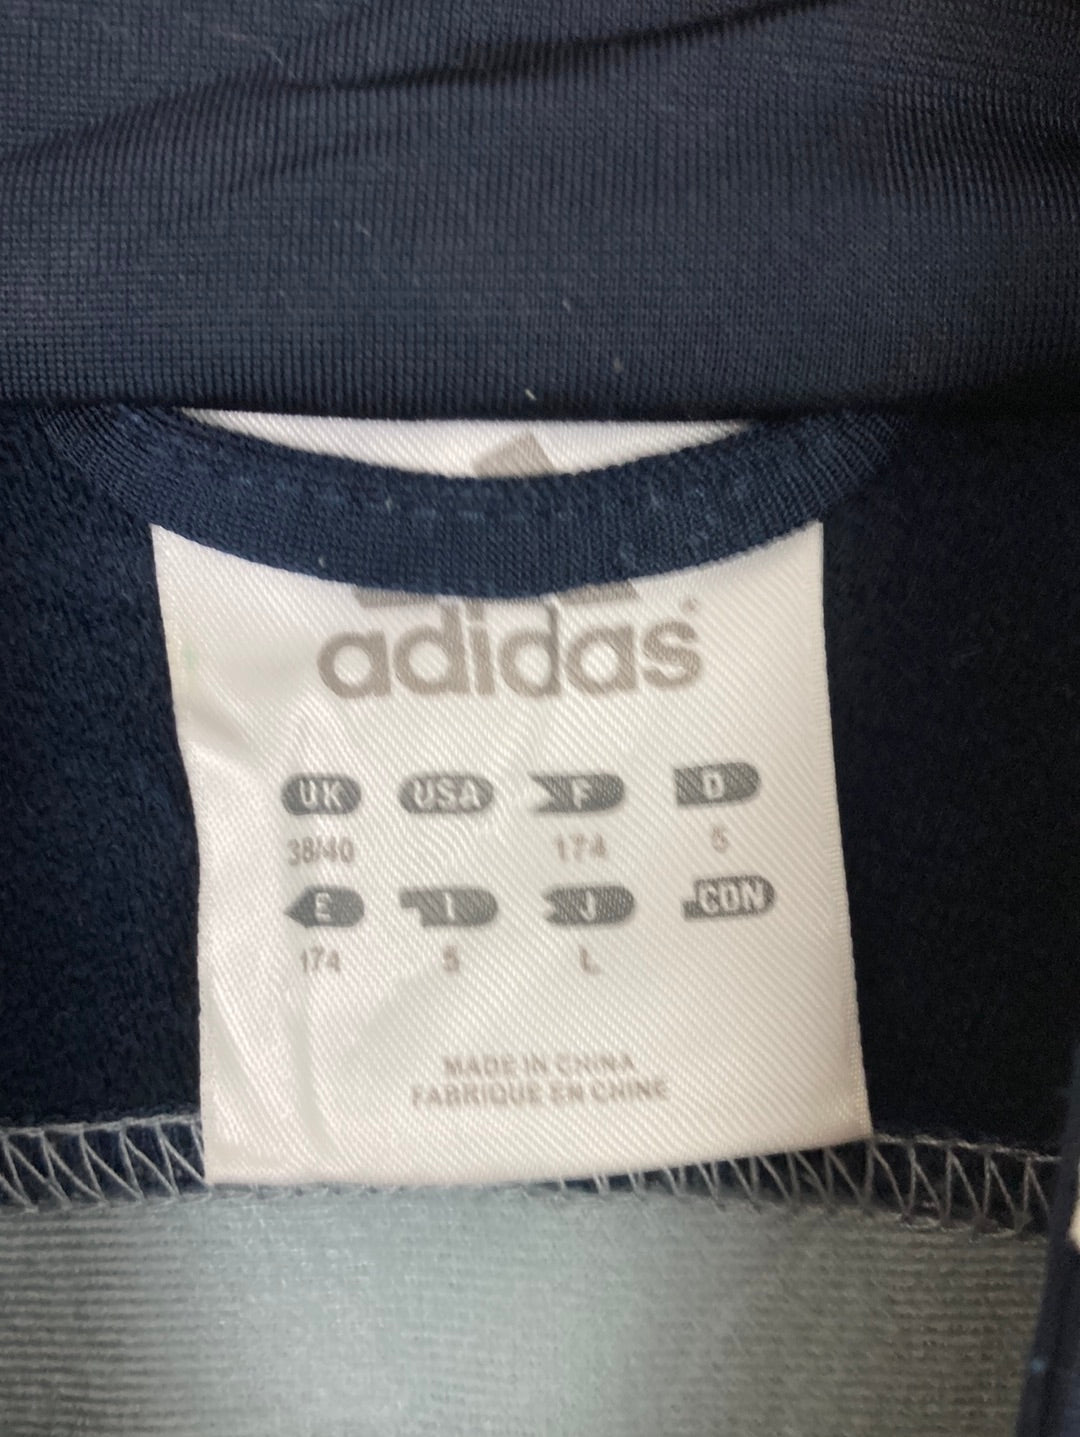 adidas
UK USA F D
38/40 174 5
E I J CON
174 5 L
MADE IN CHINA
FABRIQUE EN CHINE